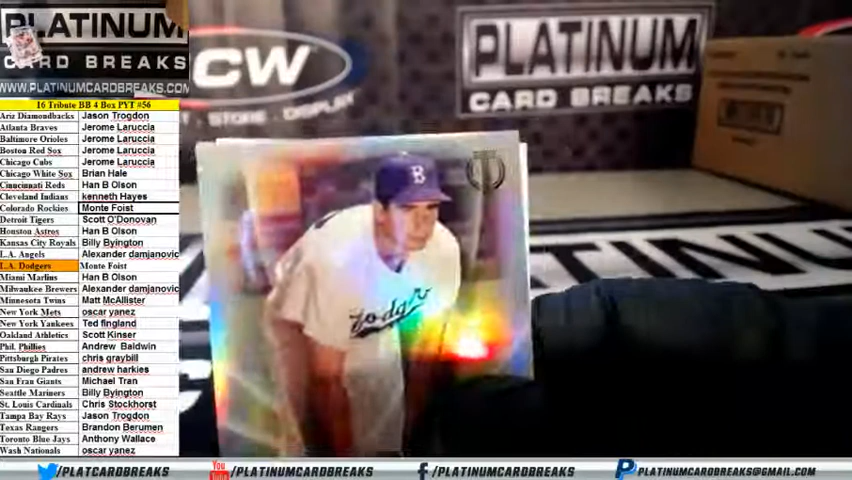 PLATINUM
CARD BREAKS
WWW.PLATINUMCARDBREAKS.COM
16 Tribute BB 4 Box PYT #56
Ariz Diamondbacks Jason Trogdon
Atlanta Braves Jerome Laruccia
Baltimore Orioles Jerome Laruccia
Boston Red Sox Jerome Laruccia
Chicago Cubs Jerome Laruccia
Chicago White Sox Brian Hale
Cincinnati Reds Han B Olson
Cleveland Indians kenneth Hayes
Colorado Rockies Monte Foist
Detroit Tigers Scott O'Donovan
Houston Astros Han B Olson
Kansas City Royals Billy Byington
L.A. Angels Alexander damjanovic
L.A. Dodgers Monte Foist
Miami Marlins Han B Olson
Milwaukee Brewers Alexander damjanovic
Minnesota Twins Matt McAllister
New York Mets oscar yanez
New York Yankees Ted fingland
Oakland Athletics Scott Kinser
Phil. Phillies Andrew Baldwin
Pittsburgh Pirates chris graybill
San Diego Padres andrew harkies
San Fran Giants Michael Tran
Seattle Mariners Billy Byington
St. Louis Cardinals Chris Stockhorst
Tampa Bay Rays Jason Trogdon
Texas Rangers Brandon Berumen
Toronto Blue Jays Anthony Wallace
Wash Nationals oscar yanez
CW
STORE · DISPLAY
PLATINUM
CARD BREAKS
B
Dodgers
/PLATCARDBREAKS
You Tube /PLATINUMCARDBREAKS
/PLATINUMCARDBREAKS
PLATINUMCARDBREAKS@GMAIL.COM